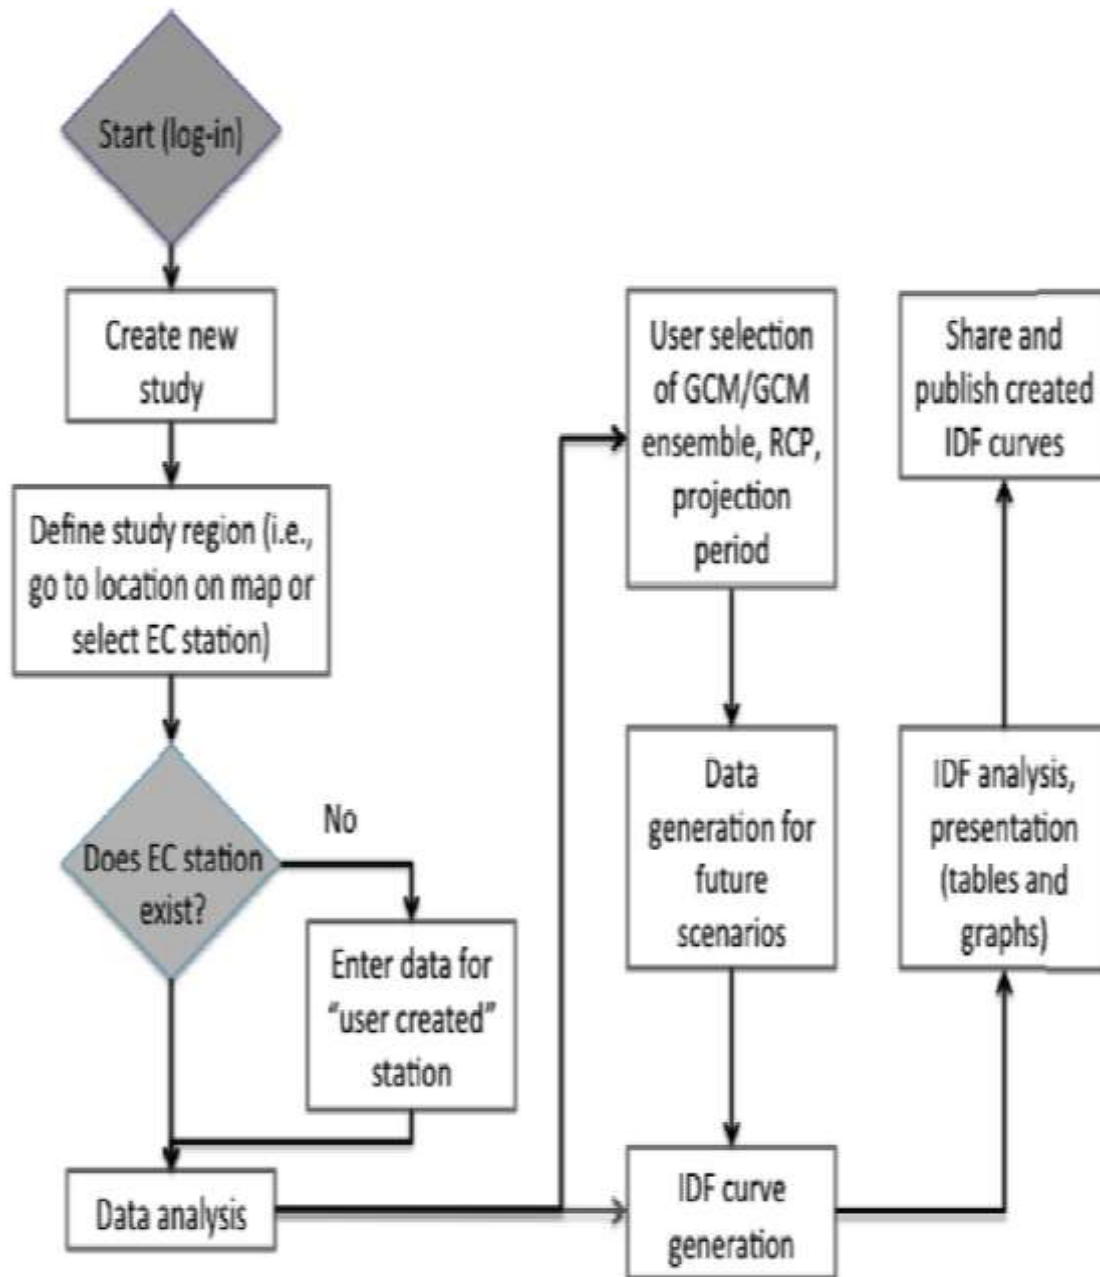 Start (log-in)
Create new
study
Define study region (i.e.,
go to location on map or
select EC station)
Does EC station
exist?
No
Enter data for
“user created”
station
Data analysis
User selection
of GCM/GCM
ensemble, RCP,
projection
period
Data
generation for
future
scenarios
IDF curve
generation
IDF analysis,
presentation
(tables and
graphs)
Share and
publish created
IDF curves